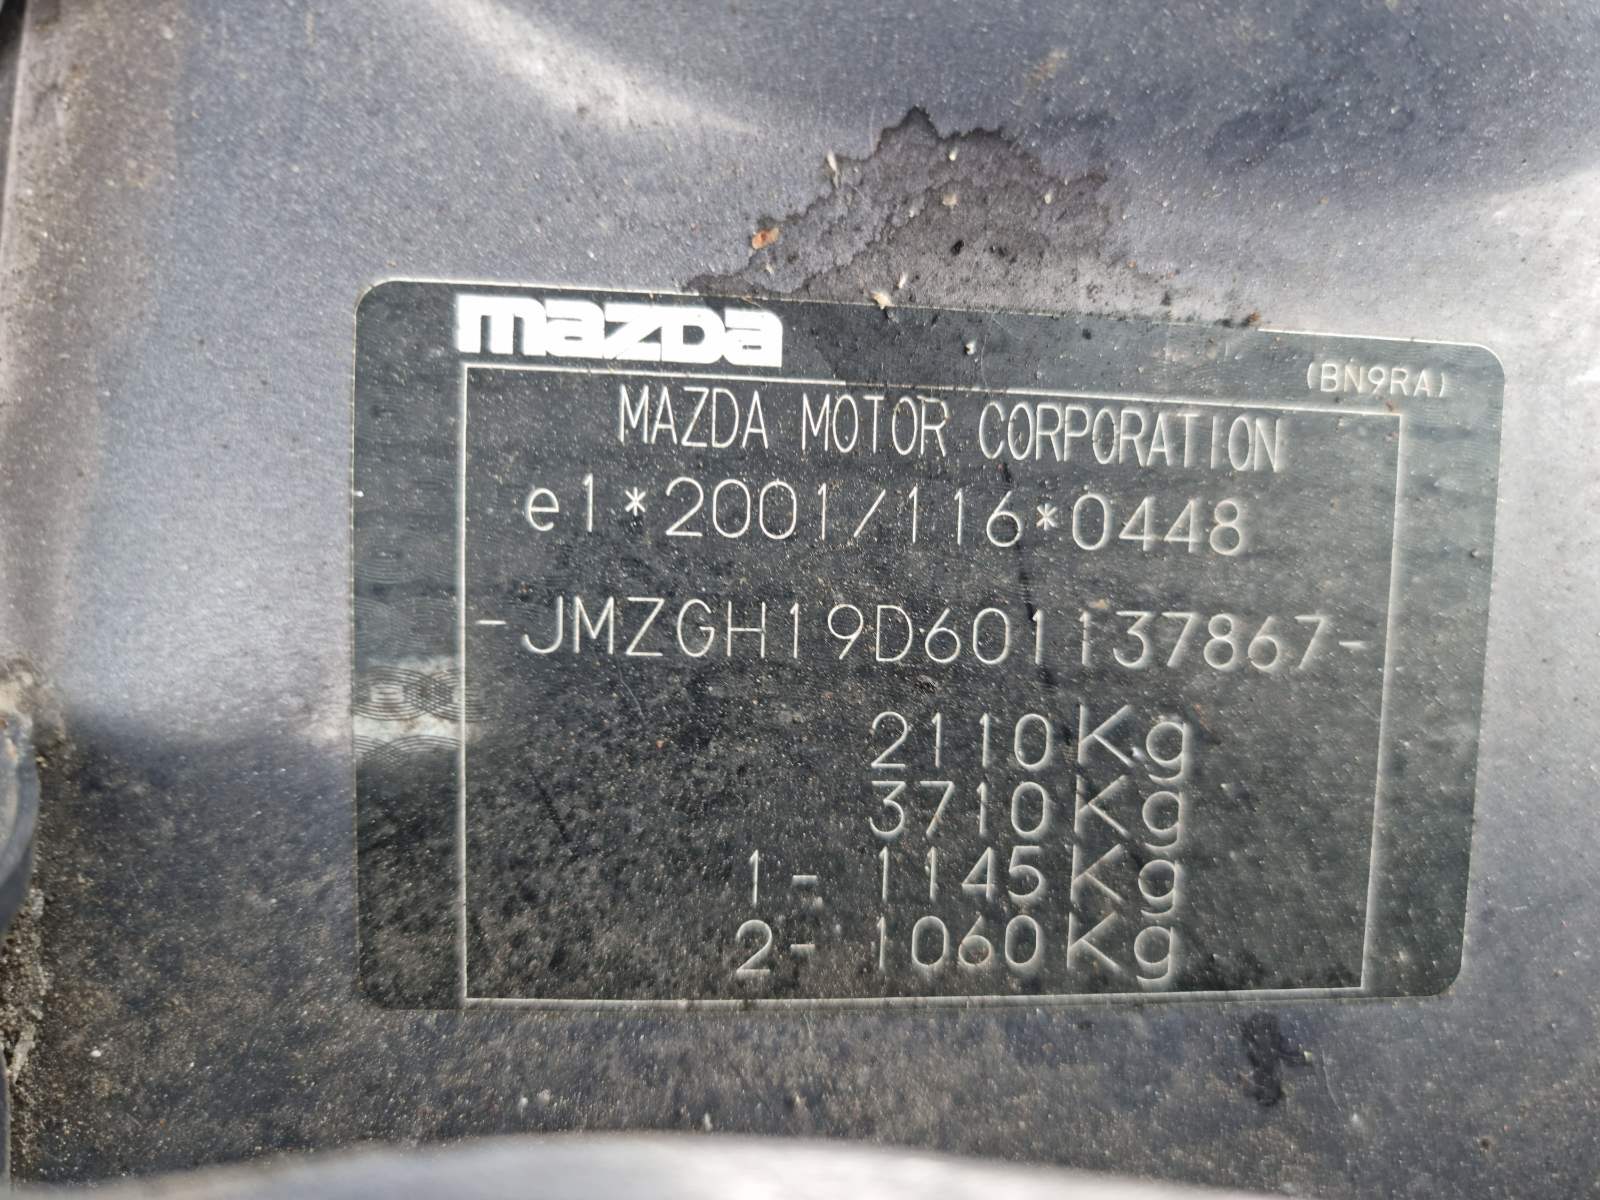 mazda
(BN9RA)
MAZDA MOTOR CORPORATION
e1*2001/116*0448
-JMZGH19D601137867-
2110Kg
3710Kg
1- 1145Kg
2- 1060Kg